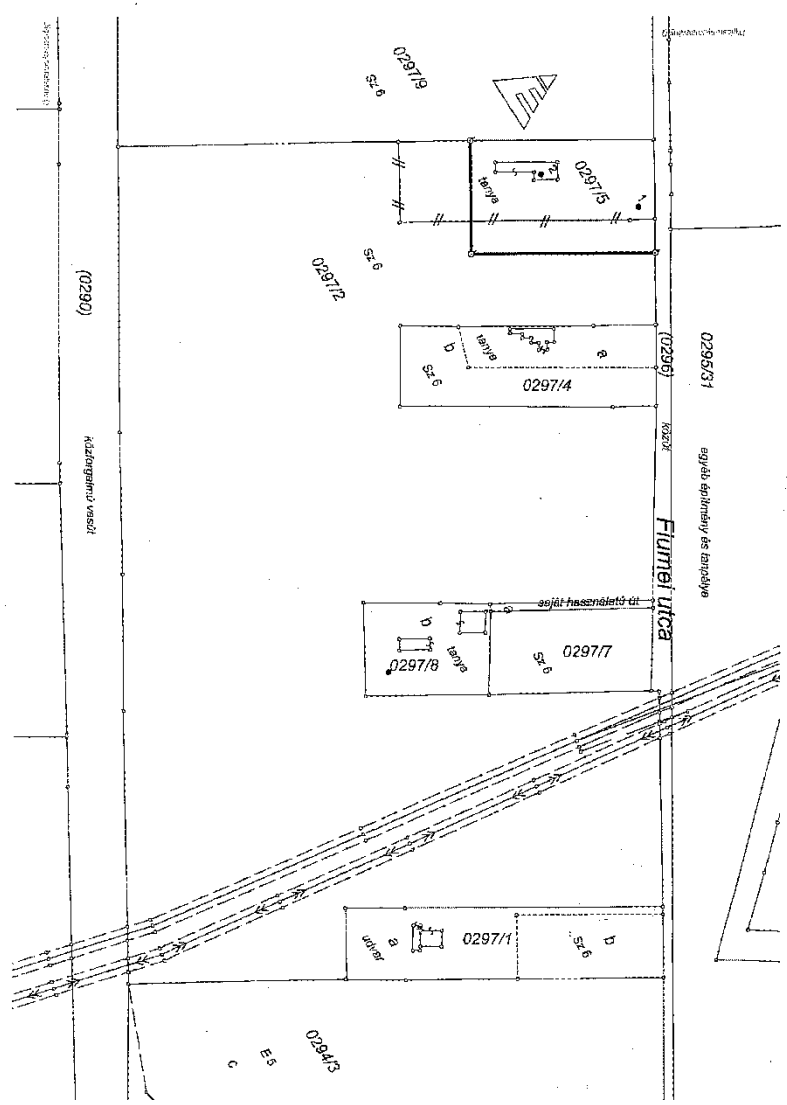 0297/9
Sz 6
0297/5
2
tanya
1
Sz 6
0297/2
(0290)
közforgalmú vasút
0295/31
egyéb építmény és
(0296)
közút
b
tanya
a
Sz 6
0297/4
Fiumei utca
saját használatú út
b
tanya
0297/8
Sz 6
0297/7
udvar
a
0297/1
Sz 6
b
0294/3
E 5
c